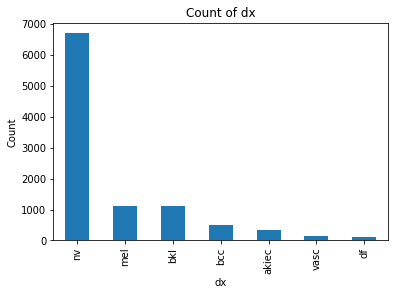 Count of dx
7000
6000
5000
4000
3000
2000
1000
0
Count
nv
mel
bkl
bcc
akiec
vasc
df
dx